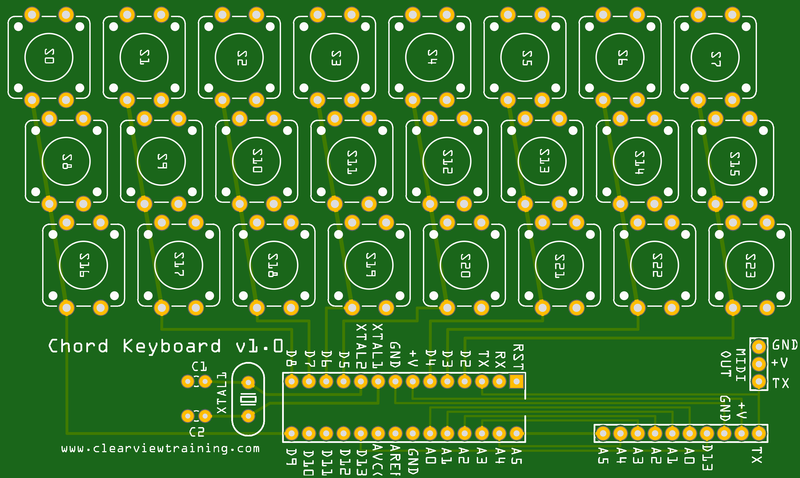 S0 S1 S2 S3 S4 S5 S6 S7
S8 S9 S10 S11 S12 S13 S14 S15
S16 S17 S18 S19 S20 S21 S22 S23
Chord Keyboard v1.0
D8 D7 D6 D5 XTAL2 XTAL1 GND +V D4 D3 D2 TX RX RST
GND
+V
TX
MIDI
OUT
C1
XTAL1
C2
GND +V
D9 D10 D11 D12 D13 AVCC AREF GND A0 A1 A2 A3 A4 A5
A5 A4 A3 A2 A1 A0 D13 TX
www.clearviewtraining.com